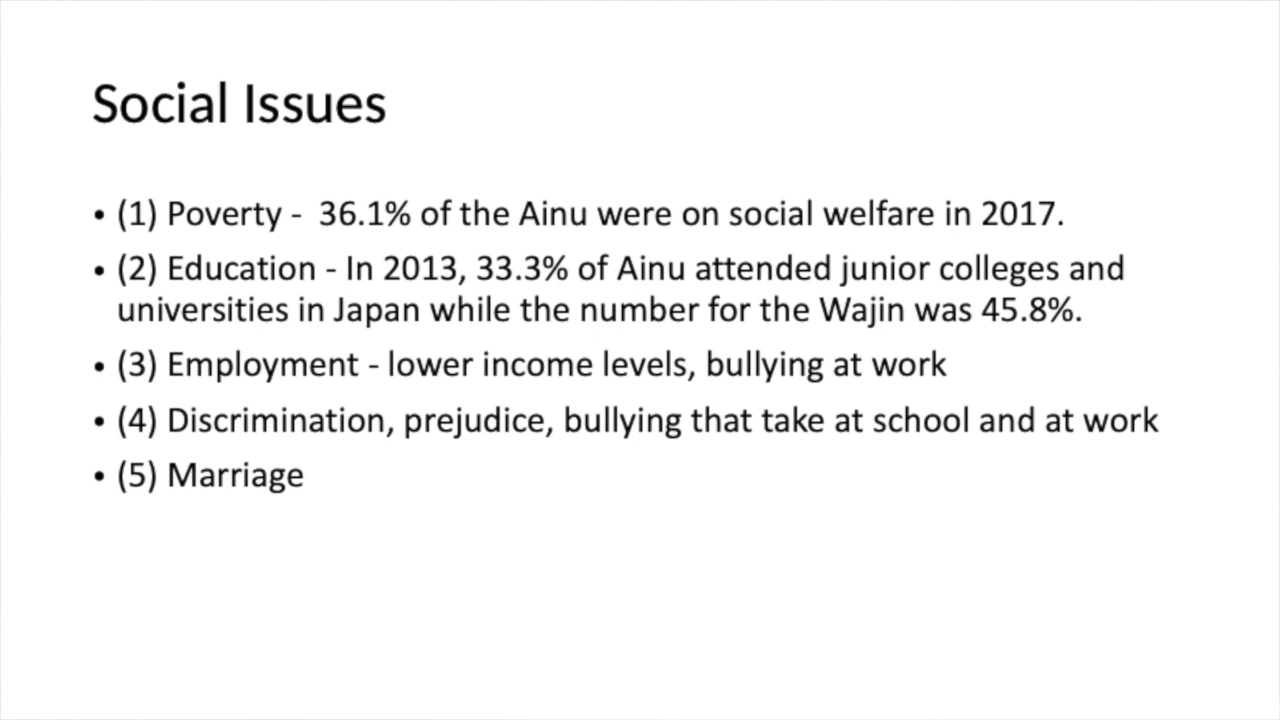 Social Issues
• (1) Poverty -  36.1% of the Ainu were on social welfare in 2017.
• (2) Education - In 2013, 33.3% of Ainu attended junior colleges and
universities in Japan while the number for the Wajin was 45.8%.
• (3) Employment - lower income levels, bullying at work
• (4) Discrimination, prejudice, bullying that take at school and at work
• (5) Marriage